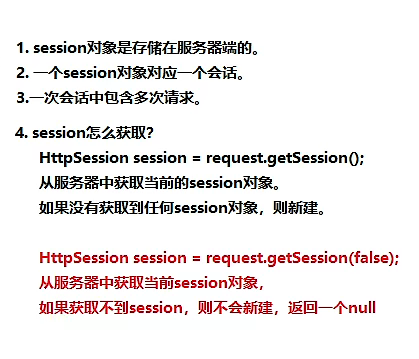 1. session对象是存储在服务器端的。
2. 一个session对象对应一个会话。
3.一次会话中包含多次请求。
4. session怎么获取?
HttpSession session = request.getSession();
从服务器中获取当前的session对象。
如果没有获取到任何session对象，则新建。
HttpSession session = request.getSession(false);
从服务器中获取当前session对象，
如果获取不到session，则不会新建，返回一个null